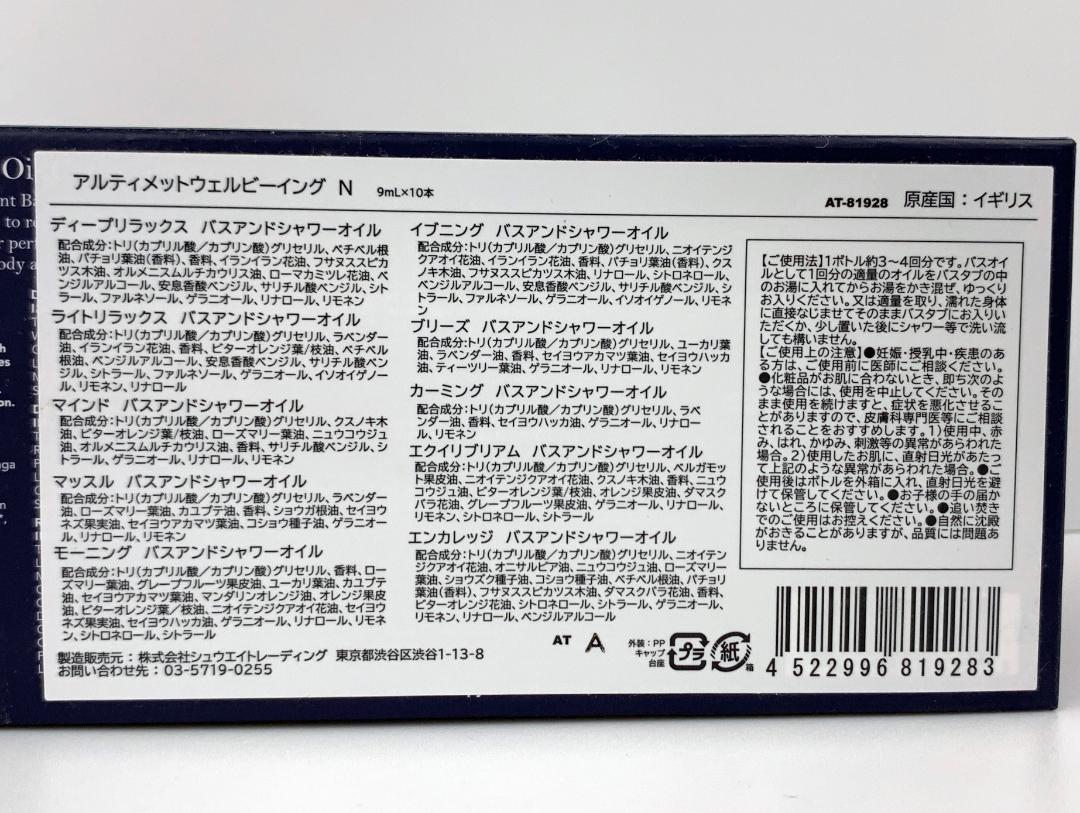 アルティメットウェルビーイング N 9mL×10本
AT-81928 原産国：イギリス
ディープリラックス バスアンドシャワーオイル
配合成分：トリ(カプリル酸／カプリン酸)グリセリル、ベチベル根
油、パチョリ葉油(香料)、香料、イランイラン花油、フサヌススピカ
ツス木油、オルメニスムルチカウリス油、ローマカミツレ花油、ベ
ンジルアルコール、安息香酸ベンジル、サリチル酸ベンジル、シト
ラール、ファルネソール、ゲラニオール、リナロール、リモネン
ライトリラックス バスアンドシャワーオイル
配合成分：トリ(カプリル酸／カプリン酸)グリセリル、ラベンダー
油、イランイラン花油、香料、ビターオレンジ葉/枝油、ベチベル
根油、ベンジルアルコール、安息香酸ベンジル、サリチル酸ベンジ
ル、シトラール、ファルネソール、ゲラニオール、イソオイゲノー
ル、リモネン、リナロール
マインド バスアンドシャワーオイル
配合成分：トリ(カプリル酸／カプリン酸)グリセリル、クスノキ木
油、ビターオレンジ葉/枝油、ローズマリー葉油、ニュウコウジュ
油、オルメニスムルチカウリス油、香料、サリチル酸ベンジル、シ
トラール、ゲラニオール、リナロール、リモネン
マッスル バスアンドシャワーオイル
配合成分：トリ(カプリル酸／カプリン酸)グリセリル、ラベンダー
油、ローズマリー葉油、カユプテ油、香料、ショウガ根油、セイヨウ
ネズ果実油、セイヨウアカマツ葉油、コショウ種子油、ゲラニオー
ル、リナロール、リモネン
モーニング バスアンドシャワーオイル
配合成分：トリ(カプリル酸／カプリン酸)グリセリル、香料、ロー
ズマリー葉油、グレープフルーツ果皮油、ユーカリ葉油、カユプテ
油、セイヨウアカマツ葉油、マンダリンオレンジ油、オレンジ果皮
油、ビターオレンジ葉／枝油、ニオイテンジクアオイ花油、セイヨウ
ネズ果実油、セイヨウハッカ油、ゲラニオール、リナロール、リモネ
ン、シトロネロール、シトラール
製造販売元：株式会社シュウエイトレーディング 東京都渋谷区渋谷1-13-8
お問い合わせ先：03-5719-0255
イブニング バスアンドシャワーオイル
配合成分：トリ(カプリル酸／カプリン酸)グリセリル、ニオイテンジ
クアオイ花油、イランイラン花油、香料、パチョリ葉油(香料)、クス
ノキ木油、フサヌススピカツス木油、リナロール、シトロネロール、
ベンジルアルコール、安息香酸ベンジル、サリチル酸ベンジル、シ
トラール、ファルネソール、ゲラニオール、イソオイゲノール、リモネ
ン
ブリーズ バスアンドシャワーオイル
配合成分：トリ(カプリル酸／カプリン酸)グリセリル、ユーカリ葉
油、ラベンダー油、香料、セイヨウアカマツ葉油、セイヨウハッカ
油、ティーツリー葉油、ゲラニオール、リナロール、リモネン
カーミング バスアンドシャワーオイル
配合成分：トリ(カプリル酸／カプリン酸)グリセリル、ラベ
ンダー油、香料、セイヨウハッカ油、ゲラニオール、リナロー
ル、リモネン
エクイリブリアム バスアンドシャワーオイル
配合成分：トリ(カプリル酸／カプリン酸)グリセリル、ベルガモッ
ト果皮油、ニオイテンジクアオイ花油、クスノキ木油、香料、ニュウ
コウジュ油、ビターオレンジ葉/枝油、オレンジ果皮油、ダマスク
バラ花油、グレープフルーツ果皮油、ゲラニオール、リナロール、
リモネン、シトロネロール、シトラール
エンカレッジ バスアンドシャワーオイル
配合成分：トリ(カプリル酸／カプリン酸)グリセリル、ニオイテン
ジクアオイ花油、オニサルビア油、ニュウコウジュ油、ローズマリー
葉油、ショウズク種子油、コショウ種子油、ベチベル根油、パチョリ
葉油(香料)、フサヌススピカツス木油、ダマスクバラ花油、香料、
ビターオレンジ花油、シトロネロール、シトラール、ゲラニオール、
リモネン、リナロール、ベンジルアルコール
【ご使用法】1ボトル約3～4回分です。バスオイ
ルとして1回分の適量のオイルをバスタブの中
のお湯に入れてからお湯をかき混ぜ、ゆっくり
お入りください。又は適量を取り、濡れた身体
に直接なじませてそのままバスタブにお入りい
ただくか、少し置いた後にシャワー等で洗い流
しても構いません。
【ご使用上の注意】●妊娠・授乳中・疾患のあ
る方は、ご使用前に医師にご相談ください。
●化粧品がお肌に合わないとき、即ち次のよ
うな場合には、使用を中止してください。その
まま使用を続けますと、症状を悪化させるこ
とがありますので、皮膚科専門医等にご相談
されることをおすすめします。1)使用中、赤
み、はれ、かゆみ、刺激等の異常があらわれた
場合。2)使用したお肌に、直射日光があたっ
て上記のような異常があらわれた場合。●ご
使用後はボトルを外箱に入れ、直射日光を避
けて保管してください。●お子様の手の届か
ないところに保管してください。●追い焚き
でのご使用はお控えください。●自然に沈殿
がおきることがありますが、品質には問題あ
りません。
AT A
外装：PP
キャップ
台座
プラ
紙
箱
4 522996 819283
Oi